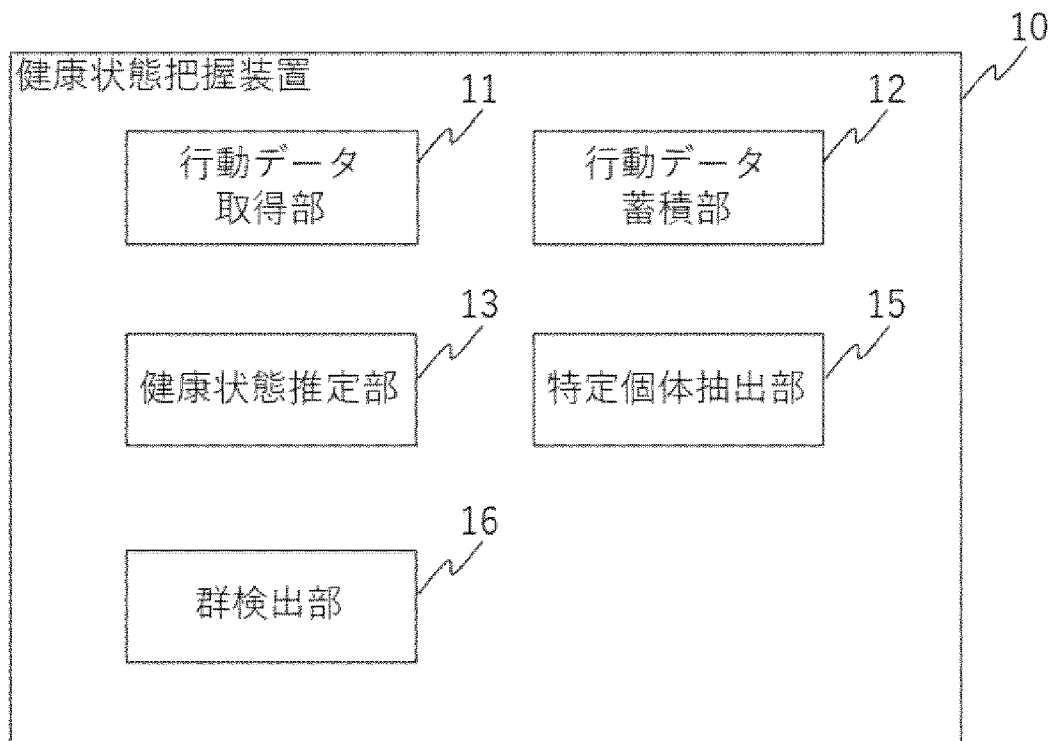 10
健康状態把握装置
11
12
行動データ
取得部
行動データ
蓄積部
13
15
健康状態推定部
特定個体抽出部
16
群検出部